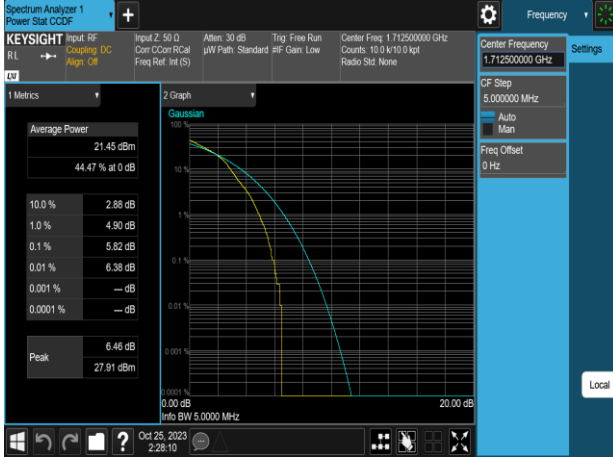 Spectrum Analyzer 1
Power Stat CCDF
+
Frequency
KEYSIGHT
RL
LXI
Input: RF
Coupling: DC
Align: Off
Input Z: 50 Ω
Corr CCorr RCal
Freq Ref: Int (S)
Atten: 30 dB
µW Path: Standard
Trig: Free Run
#IF Gain: Low
Center Freq: 1.712500000 GHz
Counts: 10.0 k/10.0 kpt
Radio Std: None
Center Frequency
1.712500000 GHz
Settings
CF Step
5.000000 MHz
Auto
Man
Freq Offset
0 Hz
1 Metrics
Average Power
21.45 dBm
44.47 % at 0 dB
10.0 % 2.88 dB
1.0 % 4.90 dB
0.1 % 5.82 dB
0.01 % 6.38 dB
0.001 % --- dB
0.0001 % --- dB
Peak
6.46 dB
27.91 dBm
2 Graph
Gaussian
100 %
10 %
1 %
0.1 %
0.01 %
0.001 %
0.0001 %
0.00 dB
20.00 dB
Info BW 5.0000 MHz
Local
?
Oct 25, 2023
2:28:10